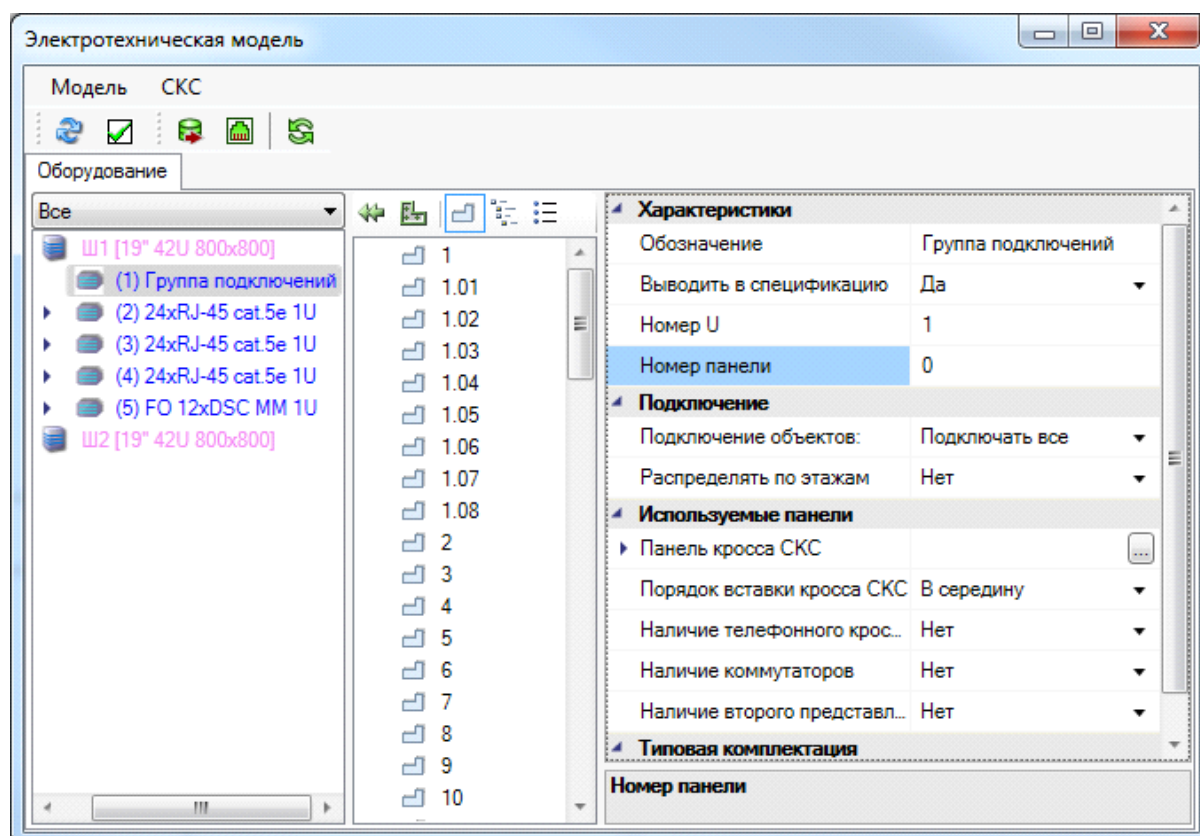 Электротехническая модель
Модель СКС
Оборудование
Все
Ш1 [19" 42U 800x800]
(1) Группа подключений
(2) 24xRJ-45 cat.5e 1U
(3) 24xRJ-45 cat.5e 1U
(4) 24xRJ-45 cat.5e 1U
(5) FO 12xDSC MM 1U
Ш2 [19" 42U 800x800]
1
1.01
1.02
1.03
1.04
1.05
1.06
1.07
1.08
2
3
4
5
6
7
8
9
10
Характеристики
Обозначение Группа подключений
Выводить в спецификацию Да
Номер U 1
Номер панели 0
Подключение
Подключение объектов: Подключать все
Распределять по этажам Нет
Используемые панели
Панель кросса СКС ...
Порядок вставки кросса СКС В середину
Наличие телефонного крос... Нет
Наличие коммутаторов Нет
Наличие второго представл... Нет
Типовая комплектация
Номер панели